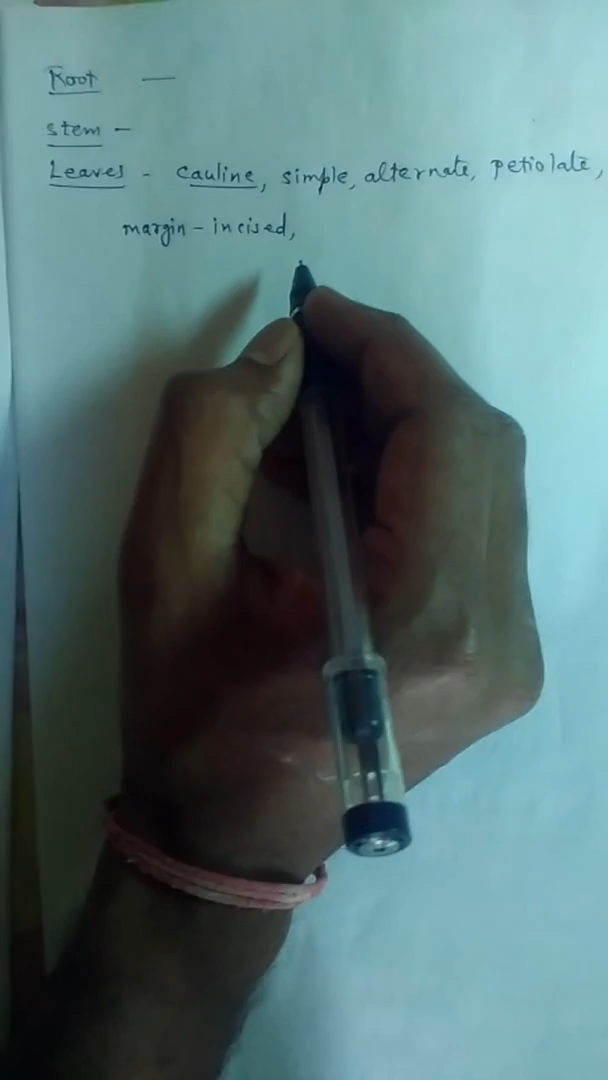 Root —
stem -
Leaves - cauline, simple, alternate, petiolate,
margin - incised,